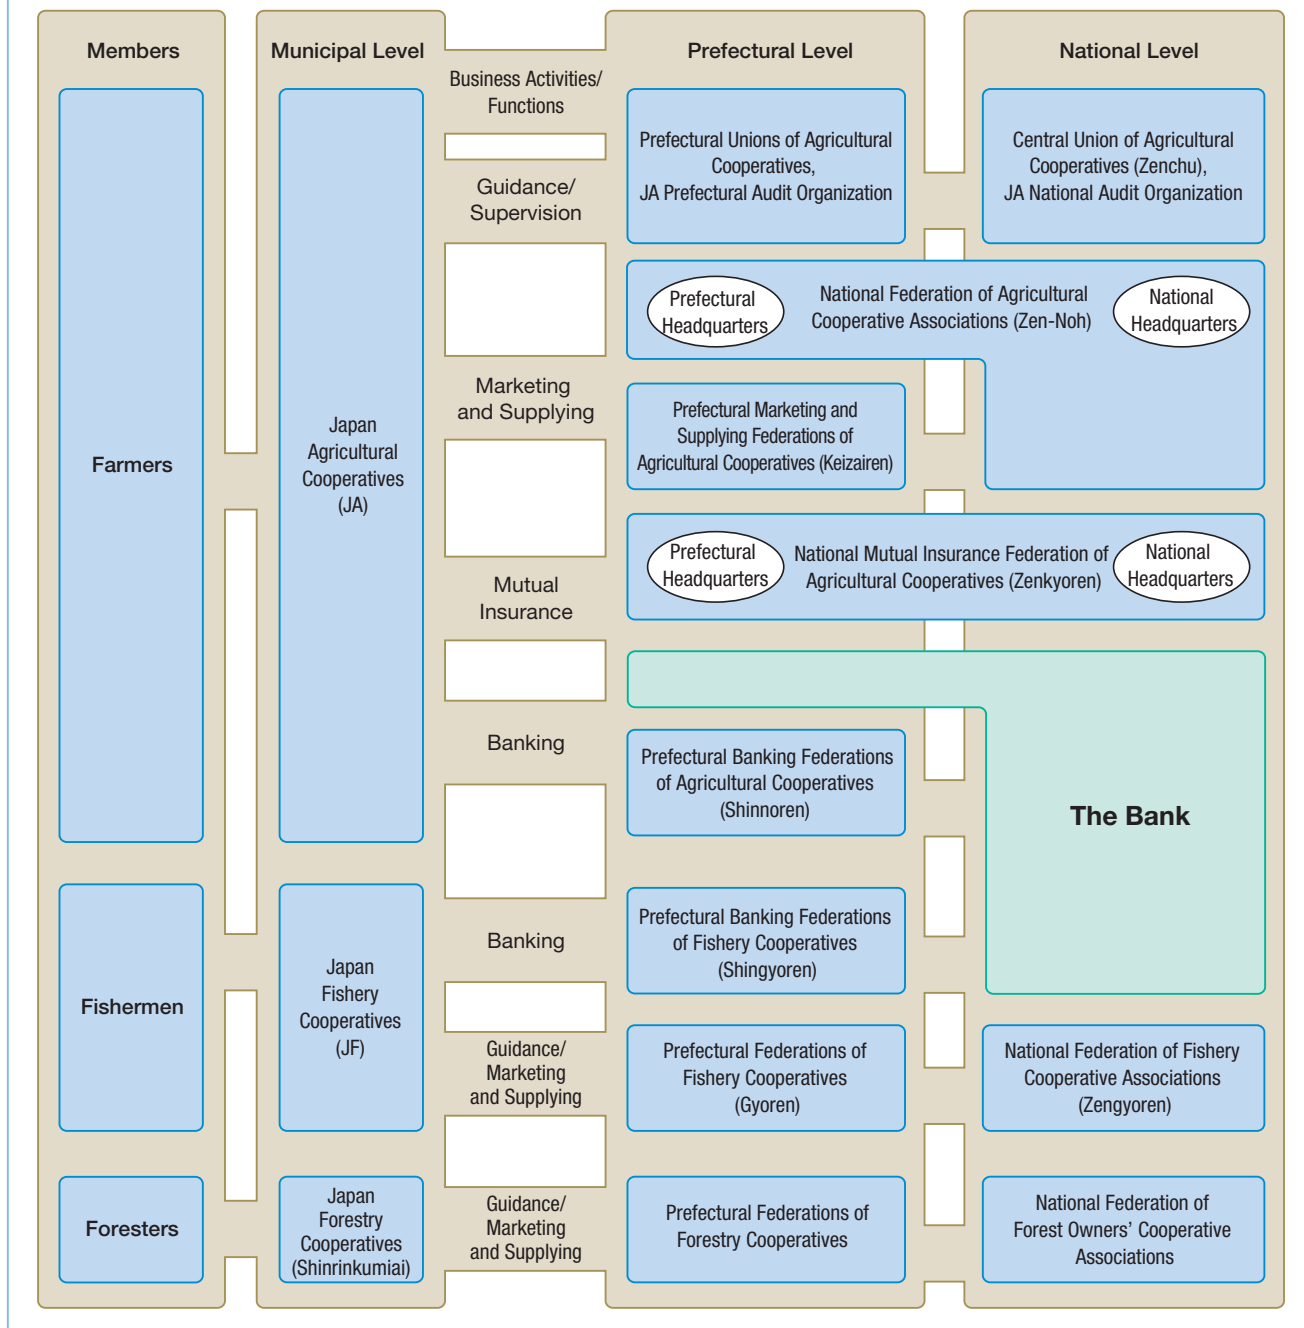 Members
Municipal Level
Business Activities/
Functions
Prefectural Level
National Level
Farmers
Japan
Agricultural
Cooperatives
(JA)
Guidance/
Supervision
Prefectural Unions of Agricultural
Cooperatives,
JA Prefectural Audit Organization
Central Union of Agricultural
Cooperatives (Zenchu),
JA National Audit Organization
Marketing
and Supplying
Prefectural
Headquarters
National Federation of Agricultural
Cooperative Associations (Zen-Noh)
National
Headquarters
Prefectural Marketing and
Supplying Federations of
Agricultural Cooperatives (Keizairen)
Mutual
Insurance
Prefectural
Headquarters
National Mutual Insurance Federation of
Agricultural Cooperatives (Zenkyoren)
National
Headquarters
Banking
Prefectural Banking Federations
of Agricultural Cooperatives
(Shinnoren)
The Bank
Fishermen
Japan
Fishery
Cooperatives
(JF)
Banking
Prefectural Banking Federations
of Fishery Cooperatives
(Shingyoren)
Guidance/
Marketing
and Supplying
Prefectural Federations of
Fishery Cooperatives
(Gyoren)
National Federation of Fishery
Cooperative Associations
(Zengyoren)
Foresters
Japan
Forestry
Cooperatives
(Shinrinkumiai)
Guidance/
Marketing
and Supplying
Prefectural Federations of
Forestry Cooperatives
National Federation of
Forest Owners’ Cooperative
Associations